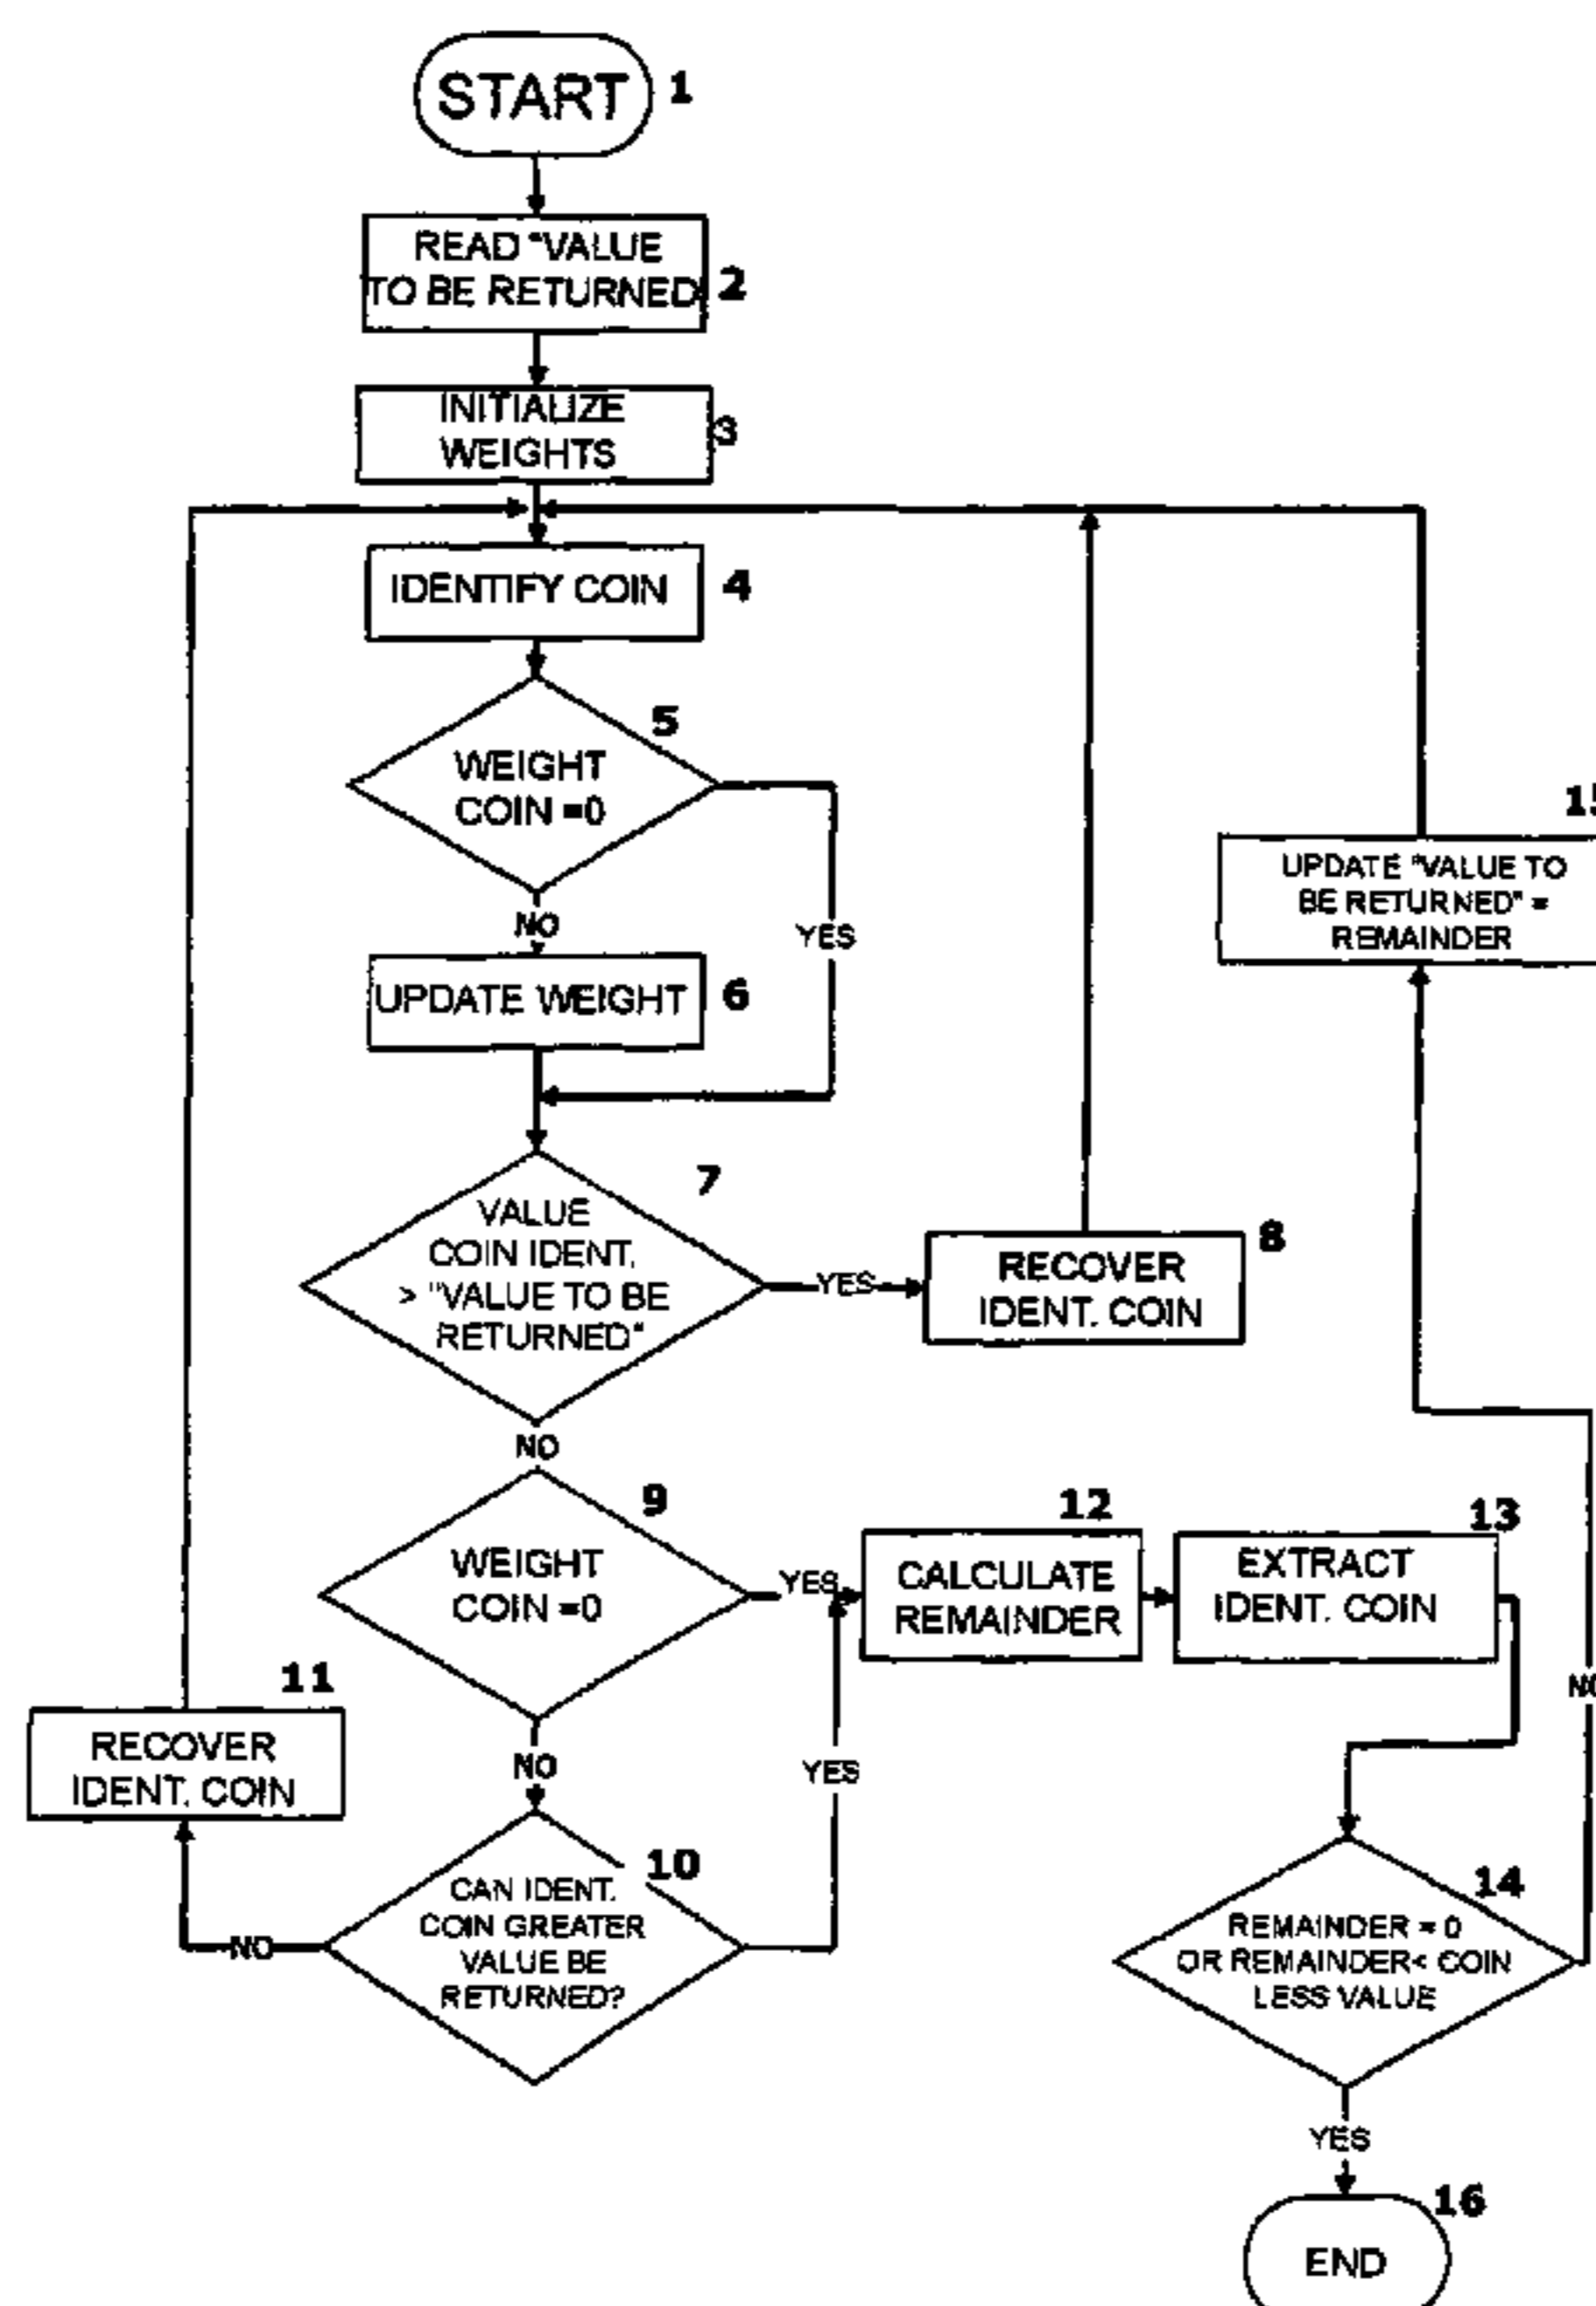 START 1
READ "VALUE
TO BE RETURNED 2
INITIALIZE
WEIGHTS 3
IDENTIFY COIN 4
5
WEIGHT
COIN =0
NO
YES
UPDATE WEIGHT 6
15
UPDATE "VALUE TO
BE RETURNED" =
REMAINDER
7
VALUE
COIN IDENT.
> "VALUE TO BE
RETURNED"
YES
8
RECOVER
IDENT. COIN
NO
9
WEIGHT
COIN =0
YES
12
CALCULATE
REMAINDER
13
EXTRACT
IDENT. COIN
NO
11
RECOVER
IDENT. COIN
NO
YES
10
CAN IDENT.
COIN GREATER
VALUE BE
RETURNED?
NO
14
REMAINDER = 0
OR REMAINDER< COIN
LESS VALUE
YES
16
END